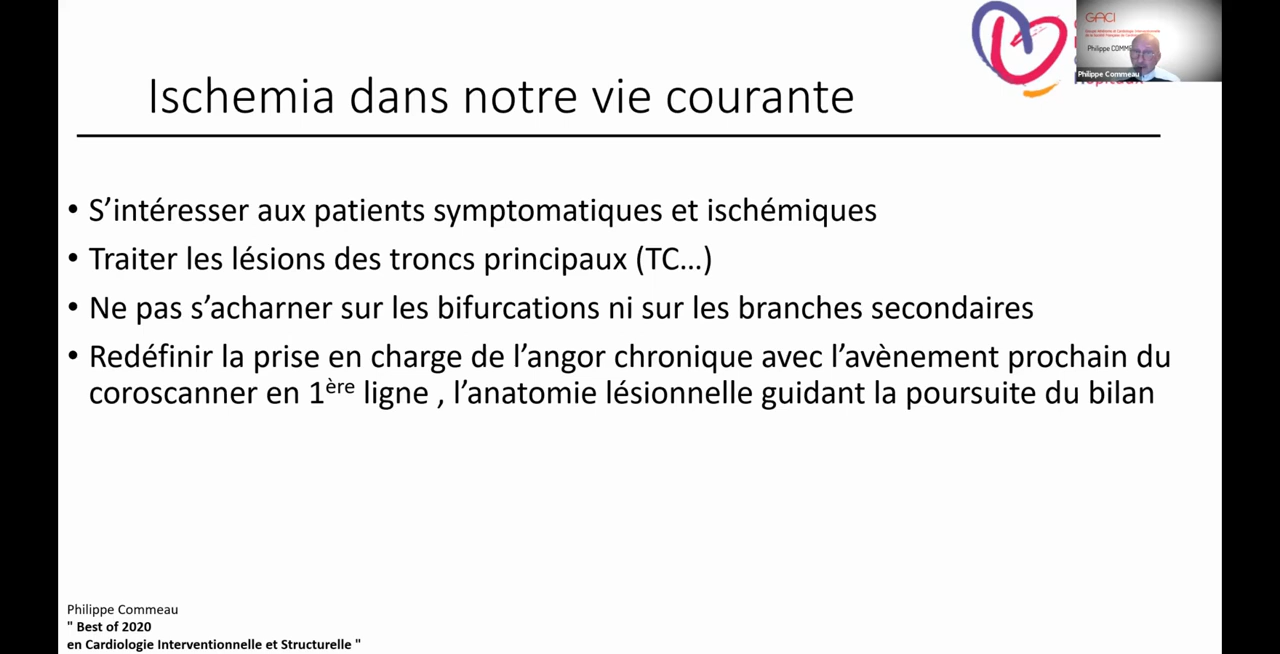 GACI
Philippe COMM
Philippe Commeau
Ischemia dans notre vie courante
• S’intéresser aux patients symptomatiques et ischémiques
• Traiter les lésions des troncs principaux (TC…)
• Ne pas s’acharner sur les bifurcations ni sur les branches secondaires
• Redéfinir la prise en charge de l’angor chronique avec l’avènement prochain du
coroscanner en 1ère ligne , l’anatomie lésionnelle guidant la poursuite du bilan
Philippe Commeau
" Best of 2020
en Cardiologie Interventionnelle et Structurelle "